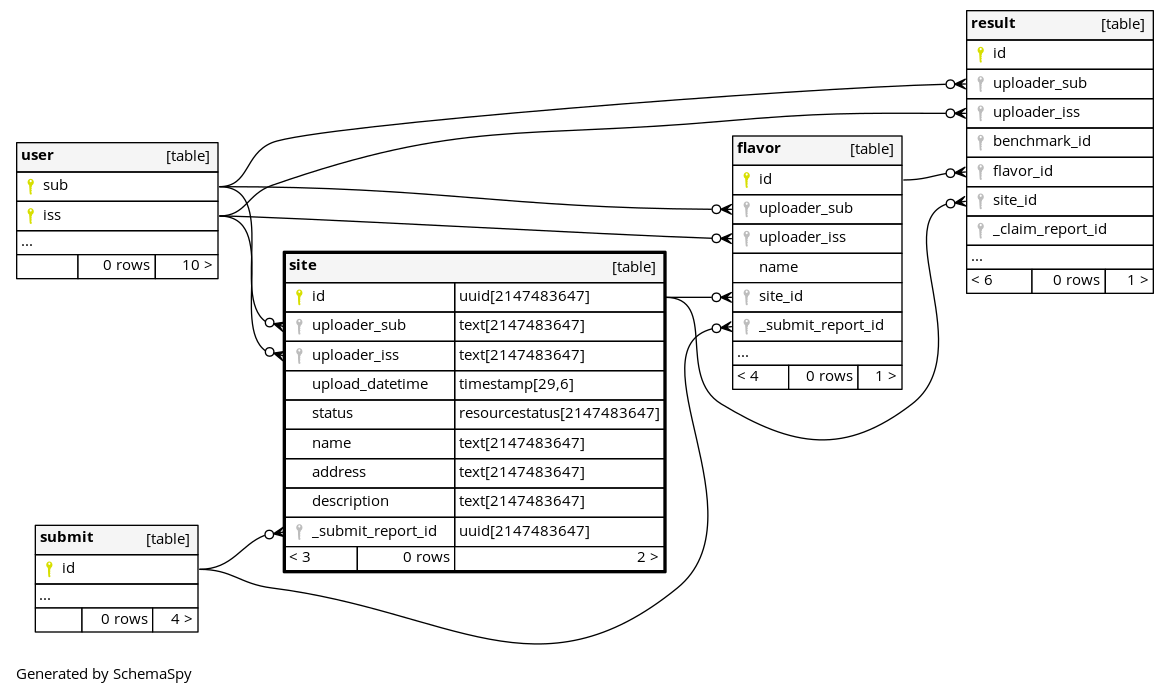 result [table]
id
uploader_sub
uploader_iss
benchmark_id
flavor_id
site_id
_claim_report_id
...
< 6 0 rows 1 >
user [table]
sub
iss
...
0 rows 10 >
flavor [table]
id
uploader_sub
uploader_iss
name
site_id
_submit_report_id
...
< 4 0 rows 1 >
site [table]
id uuid[2147483647]
uploader_sub text[2147483647]
uploader_iss text[2147483647]
upload_datetime timestamp[29,6]
status resourcestatus[2147483647]
name text[2147483647]
address text[2147483647]
description text[2147483647]
_submit_report_id uuid[2147483647]
< 3 0 rows 2 >
submit [table]
id
...
0 rows 4 >
Generated by SchemaSpy